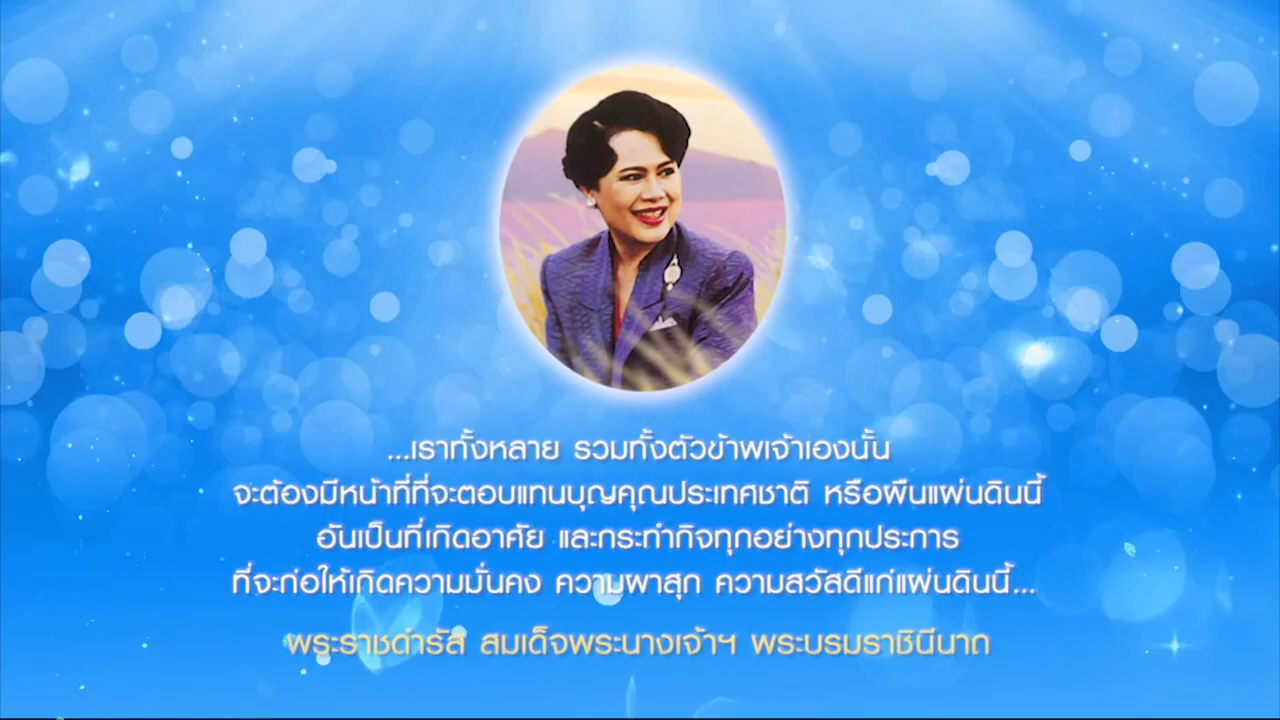 ...เราทั้งหลาย รวมทั้งตัวข้าพเจ้าเองนั้น
จะต้องมีหน้าที่ที่จะตอบแทนบุญคุณประเทศชาติ หรือผืนแผ่นดินนี้
อันเป็นที่เกิดอาศัย และกระทำกิจทุกอย่างทุกประการ
ที่จะก่อให้เกิดความมั่นคง ความผาสุก ความสวัสดีแก่แผ่นดินนี้...
พระราชดำรัส สมเด็จพระนางเจ้าฯ พระบรมราชินีนาถ